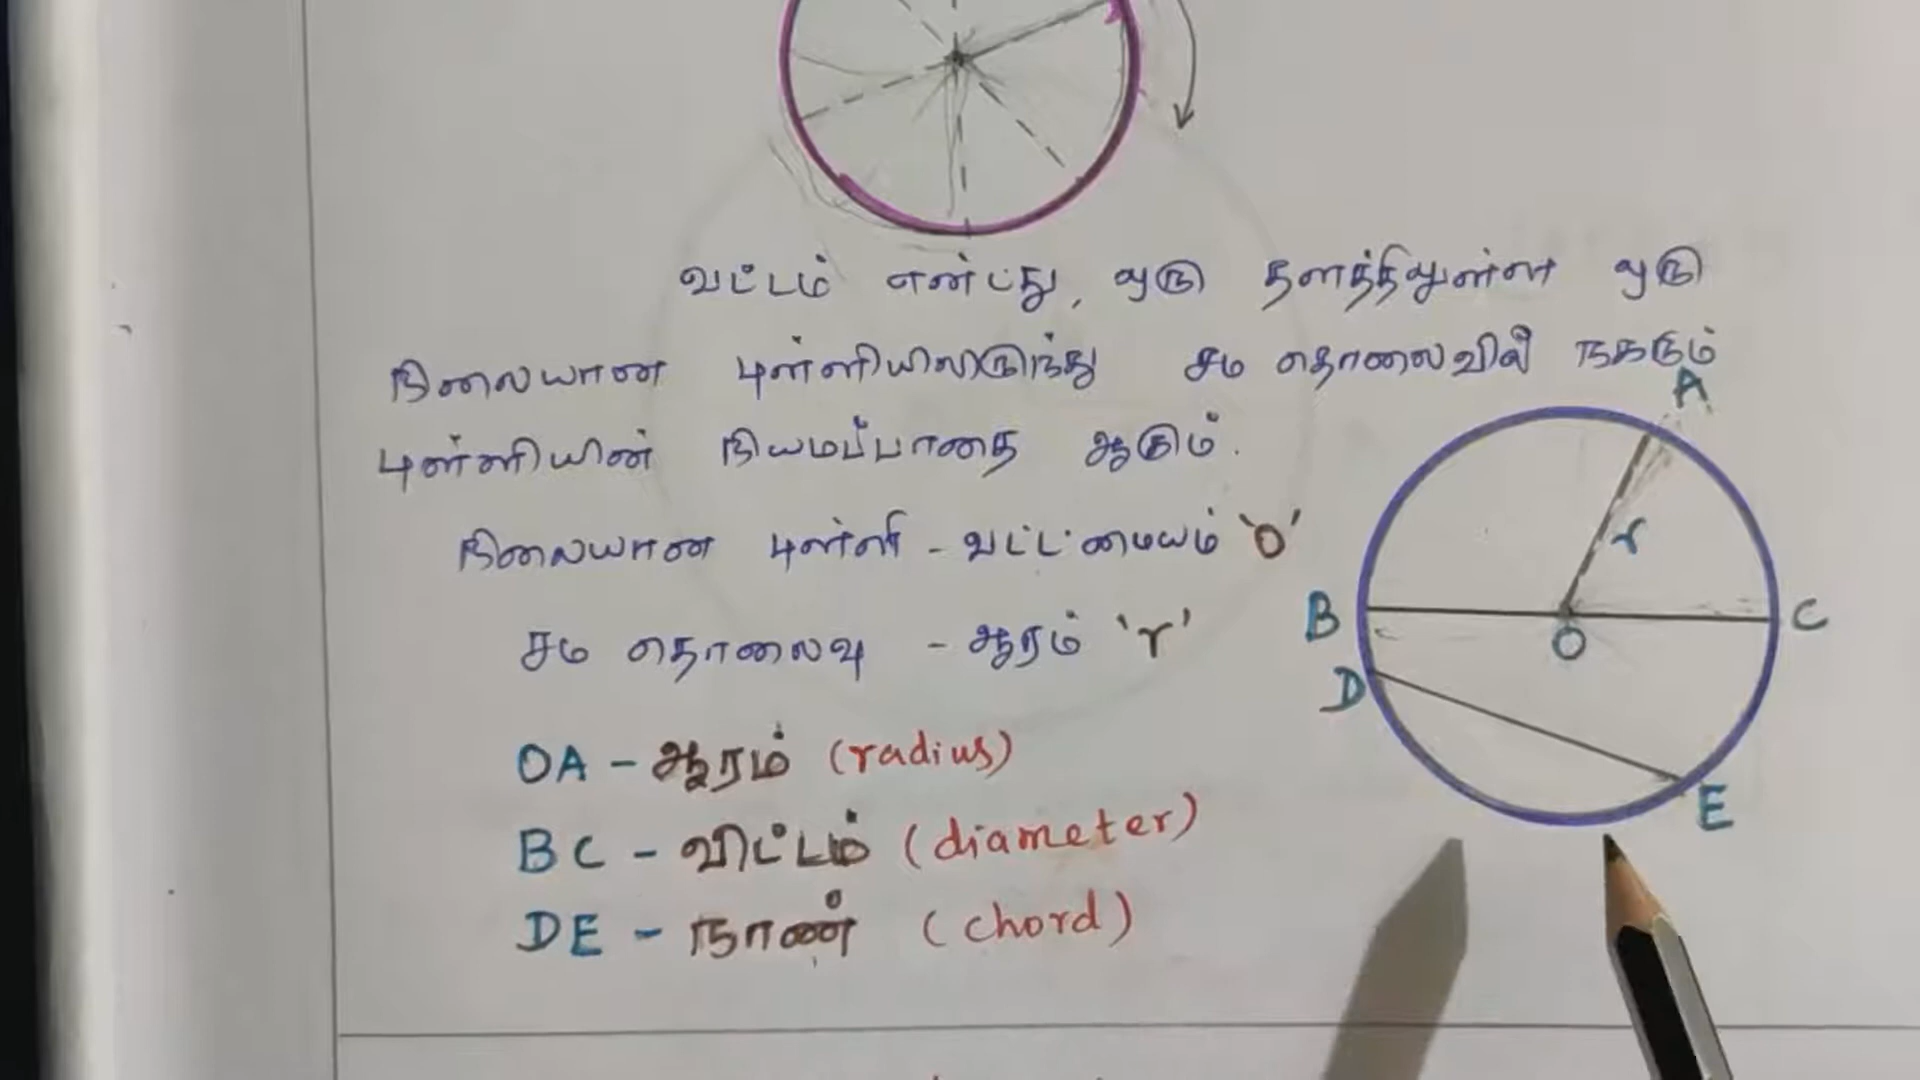 வட்டம் என்பது, ஒரு தளத்திலுள்ள ஒரு
நிலையான புள்ளியிலிருந்து சம தொலைவில் நகரும்
புள்ளியின் நியமப்பாதை ஆகும்.
நிலையான புள்ளி - வட்டமையம் 'O'
சம தொலைவு - ஆரம் 'r'
OA - ஆரம் (radius)
BC - விட்டம் (diameter)
DE - நாண் (chord)
A
r
B
C
O
D
E